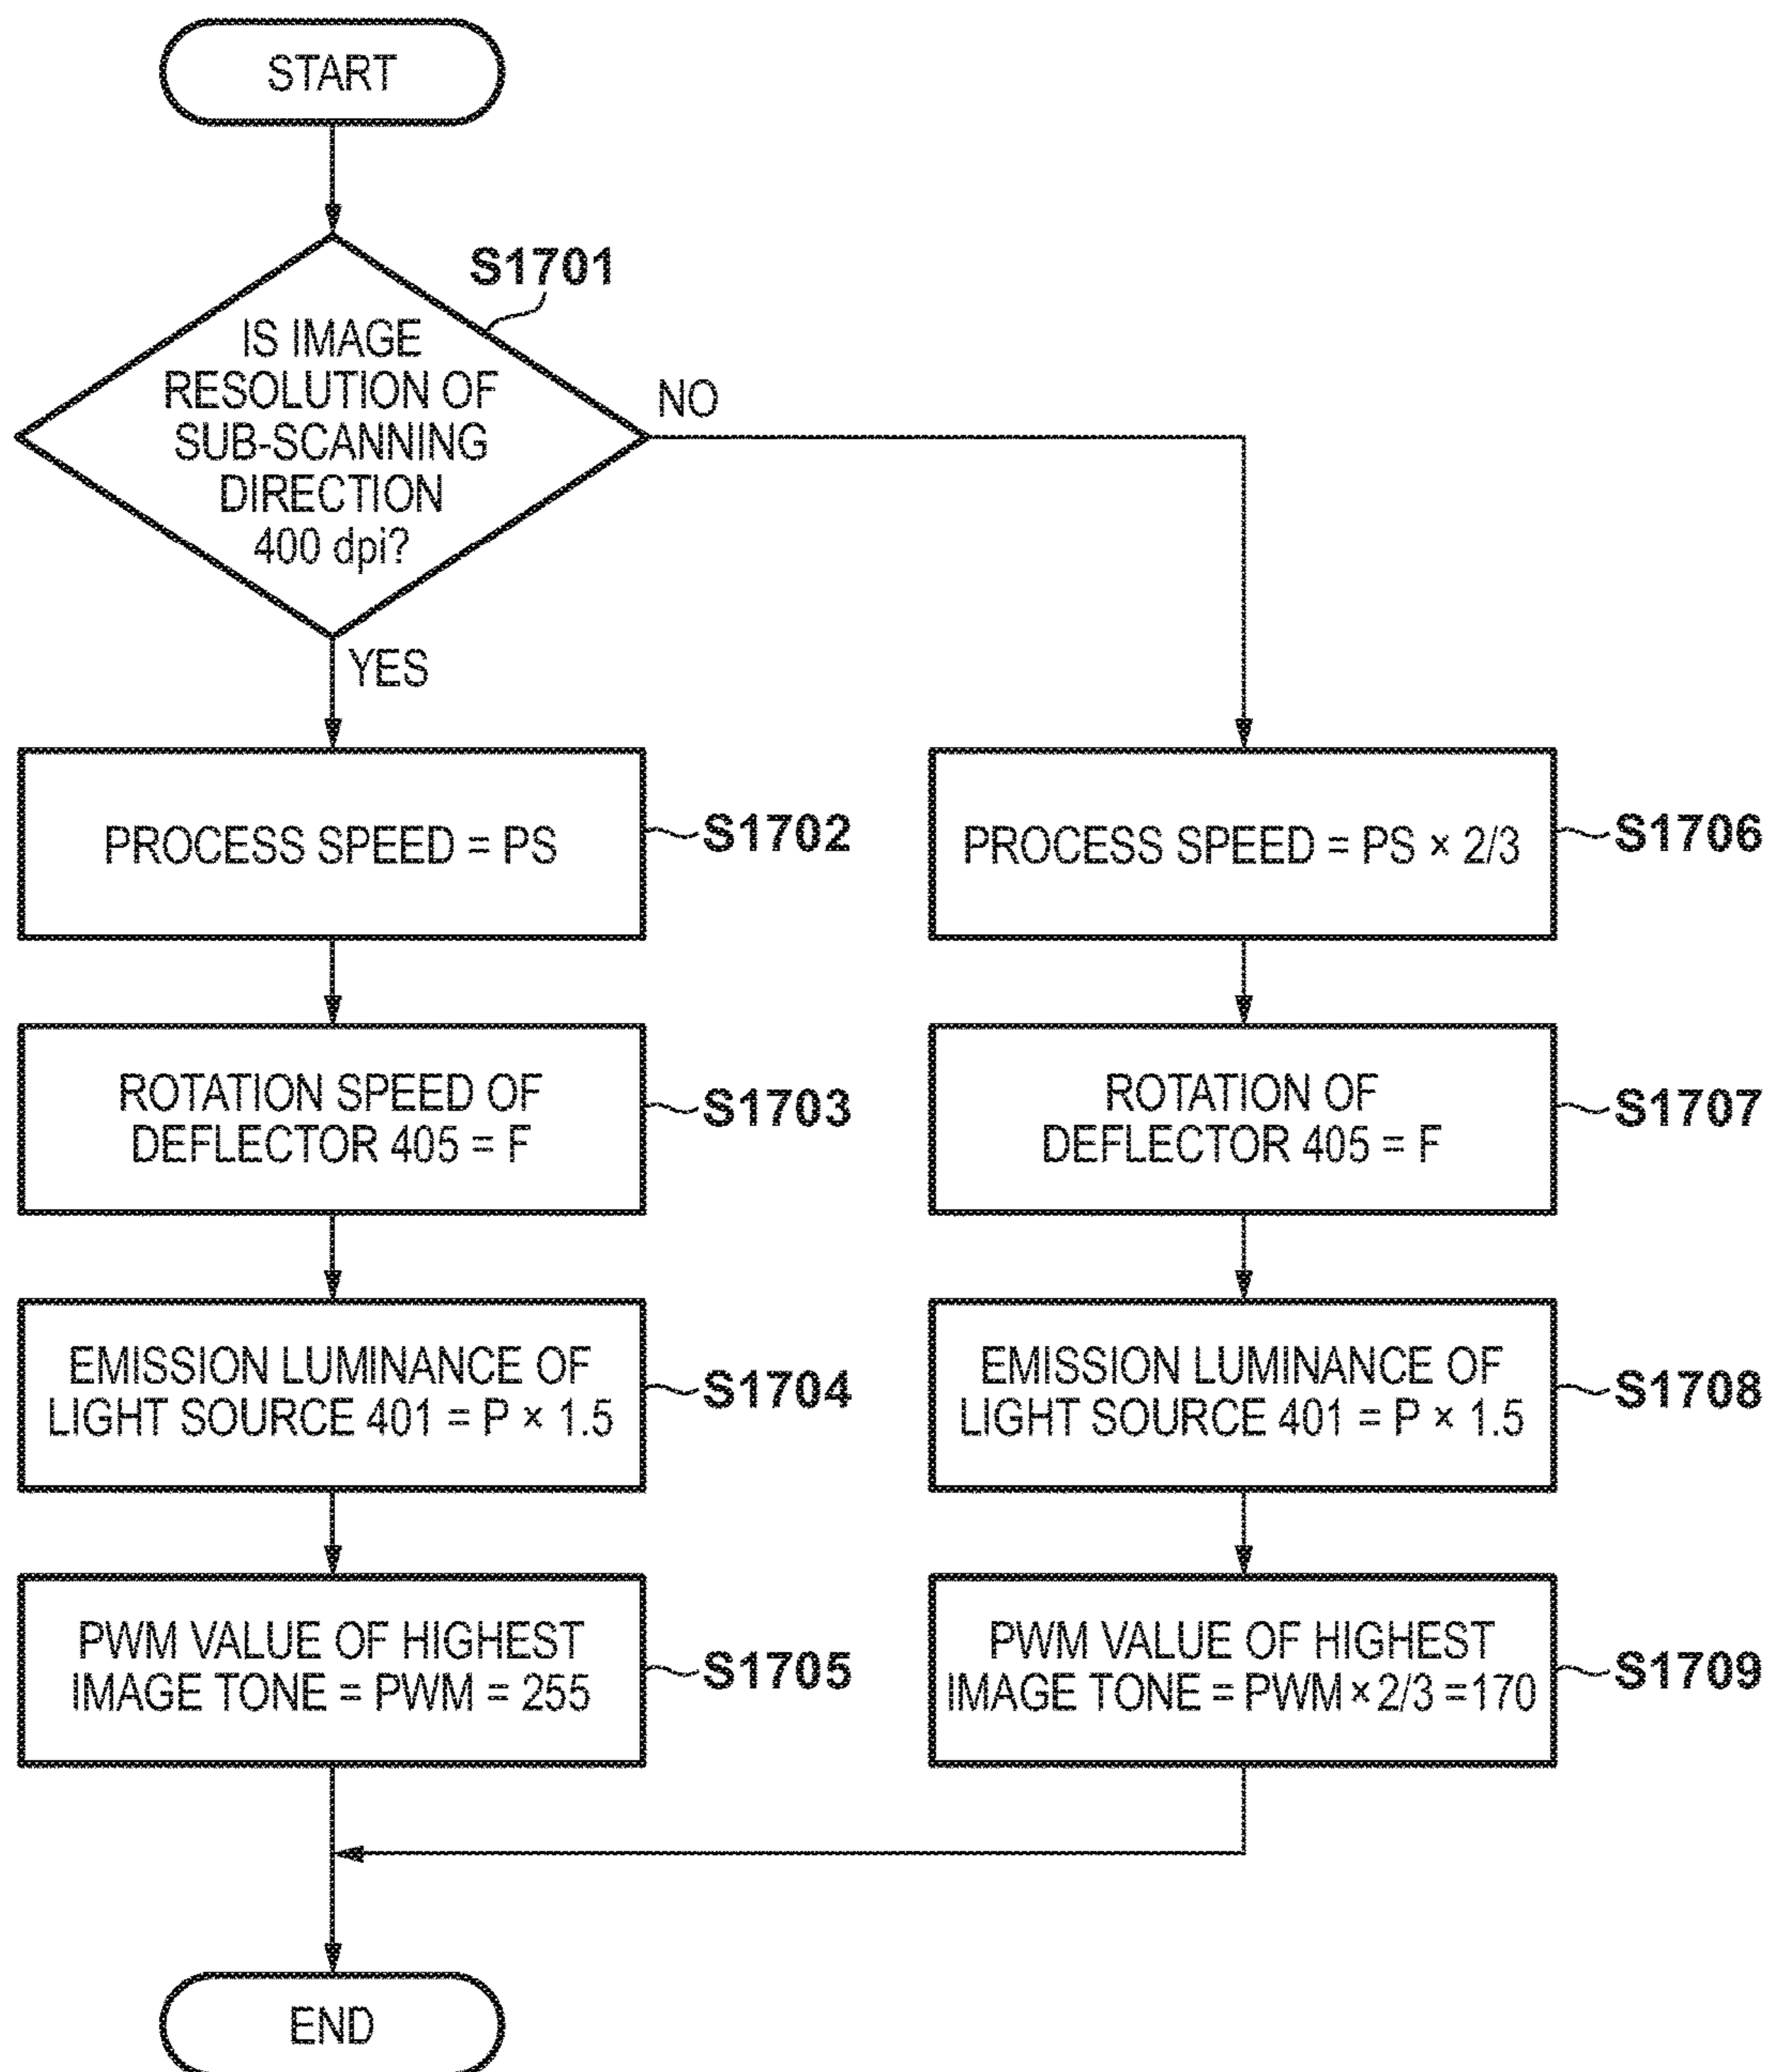 START
S1701
IS IMAGE
RESOLUTION OF
SUB-SCANNING
DIRECTION
400 dpi?
NO
YES
PROCESS SPEED = PS
S1702
PROCESS SPEED = PS × 2/3
S1706
ROTATION SPEED OF
DEFLECTOR 405 = F
S1703
ROTATION OF
DEFLECTOR 405 = F
S1707
EMISSION LUMINANCE OF
LIGHT SOURCE 401 = P × 1.5
S1704
EMISSION LUMINANCE OF
LIGHT SOURCE 401 = P × 1.5
S1708
PWM VALUE OF HIGHEST
IMAGE TONE = PWM = 255
S1705
PWM VALUE OF HIGHEST
IMAGE TONE = PWM × 2/3 =170
S1709
END